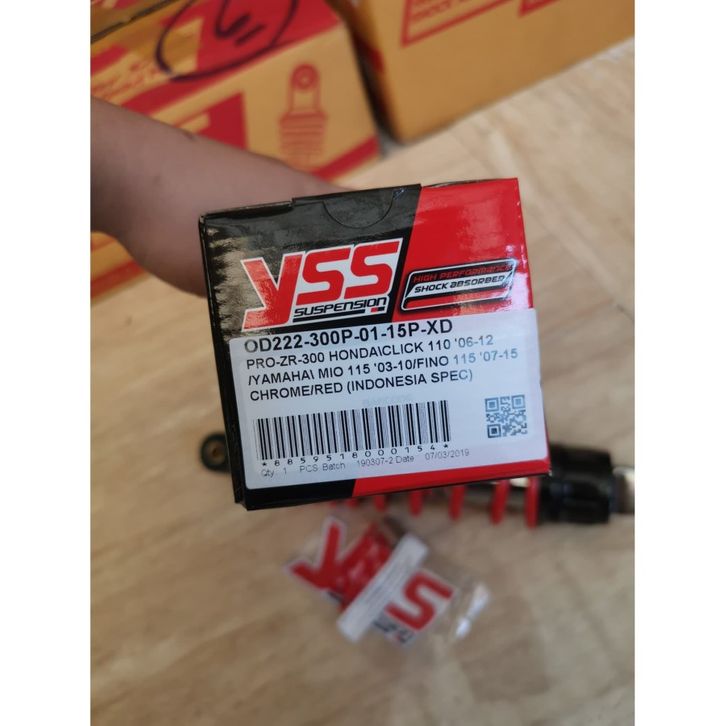 YSS
SUSPENSION
HIGH PERFORMANCE
SHOCK ABSORBER
OD222-300P-01-15P-XD
PRO-ZR-300 HONDA\CLICK 110 '06-12
/YAMAHA\ MIO 115 '03-10/FINO 115 '07-15
CHROME/RED (INDONESIA SPEC)
*8859518000154*
Qty. 1 PCS Batch 190307-2 Date 07/03/2019
YSS